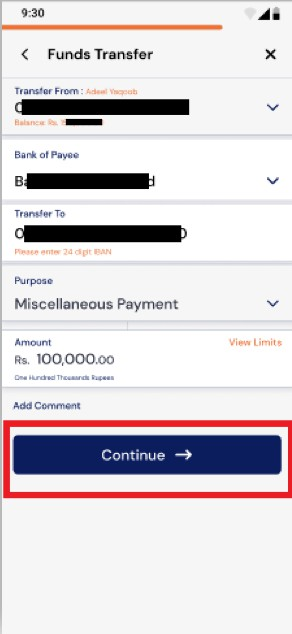 9:30
Funds Transfer
Transfer From : Adeel Yaqoob
Balance: Rs.
Bank of Payee
Ba d
Transfer To
Please enter 24 digit IBAN
Purpose
Miscellaneous Payment
Amount
View Limits
Rs. 100,000.00
One Hundred Thousands Rupees
Add Comment
Continue →